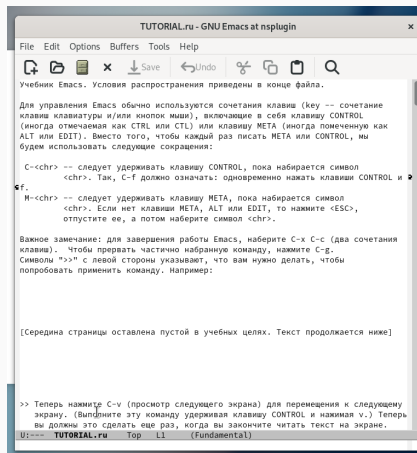 TUTORIAL.ru - GNU Emacs at nsplugin
File Edit Options Buffers Tools Help
Save Undo
Учебник Emacs. Условия распространения приведены в конце файла.
Для управления Emacs обычно используются сочетания клавиш (key -- сочетание
клавиш клавиатуры и/или кнопок мыши), включающие в себя клавишу CONTROL
(иногда отмечаемая как CTRL или CTL) или клавишу META (иногда помеченную как
ALT или EDIT). Вместо того, чтобы каждый раз писать META или CONTROL, мы
будем использовать следующие сокращения:
C-<chr> -- следует удерживать клавишу CONTROL, пока набирается символ
<chr>. Так, C-f должно означать: одновременно нажать клавиши CONTROL и
f.
M-<chr> -- следует удерживать клавишу META, пока набирается символ
<chr>. Если нет клавиши META, ALT или EDIT, то нажмите <ESC>,
отпустите ее, а потом наберите символ <chr>.
Важное замечание: для завершения работы Emacs, наберите C-x C-c (два сочетания
клавиш). Чтобы прервать частично набранную команду, нажмите C-g.
Символы ">>" с левой стороны указывают, что вам нужно делать, чтобы
попробовать применить команду. Например:
[Середина страницы оставлена пустой в учебных целях. Текст продолжается ниже]
>> Теперь нажмите C-v (просмотр следующего экрана) для перемещения к следующему
экрану. (Выполните эту команду удерживая клавишу CONTROL и нажимая v.) Теперь
вы должны это сделать еще раз, когда вы закончите читать текст на экране.
U:--- TUTORIAL.ru Top L1 (Fundamental)